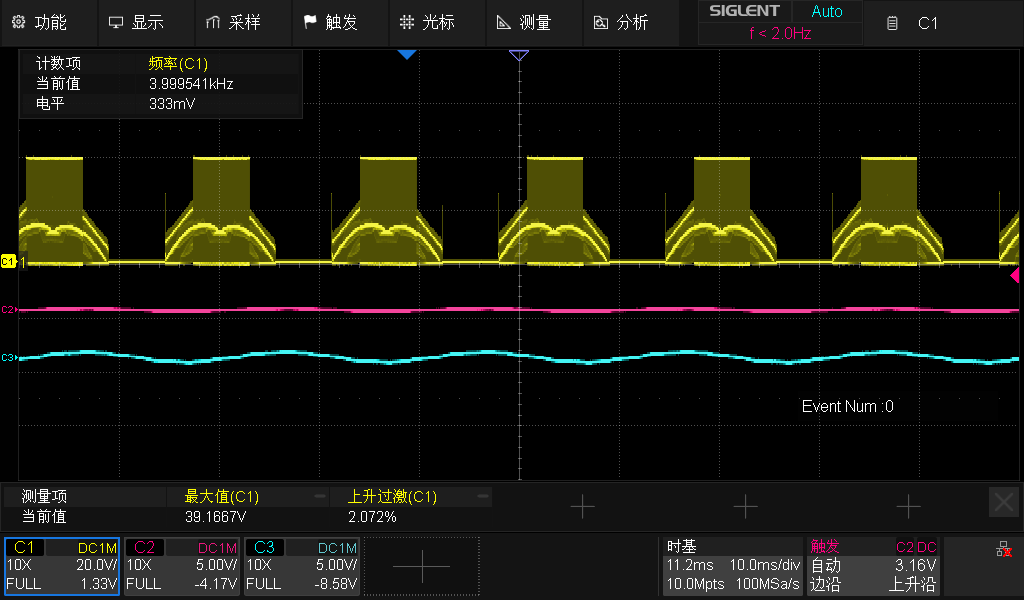 功能 显示 采样 触发 光标 测量 分析 SIGLENT Auto C1
f < 2.0Hz
计数项 频率(C1)
当前值 3.999541kHz
电平 333mV
C1 1
C2
C3
Event Num :0
测量项 最大值(C1) 上升过激(C1)
当前值 39.1667V 2.072%
C1 DC1M C2 DC1M C3 DC1M 时基 触发 C2 DC
10X 20.0V/ 10X 5.00V/ 10X 5.00V/ 11.2ms 10.0ms/div 自动 3.16V
FULL 1.33V FULL -4.17V FULL -8.58V 10.0Mpts 100MSa/s 边沿 上升沿